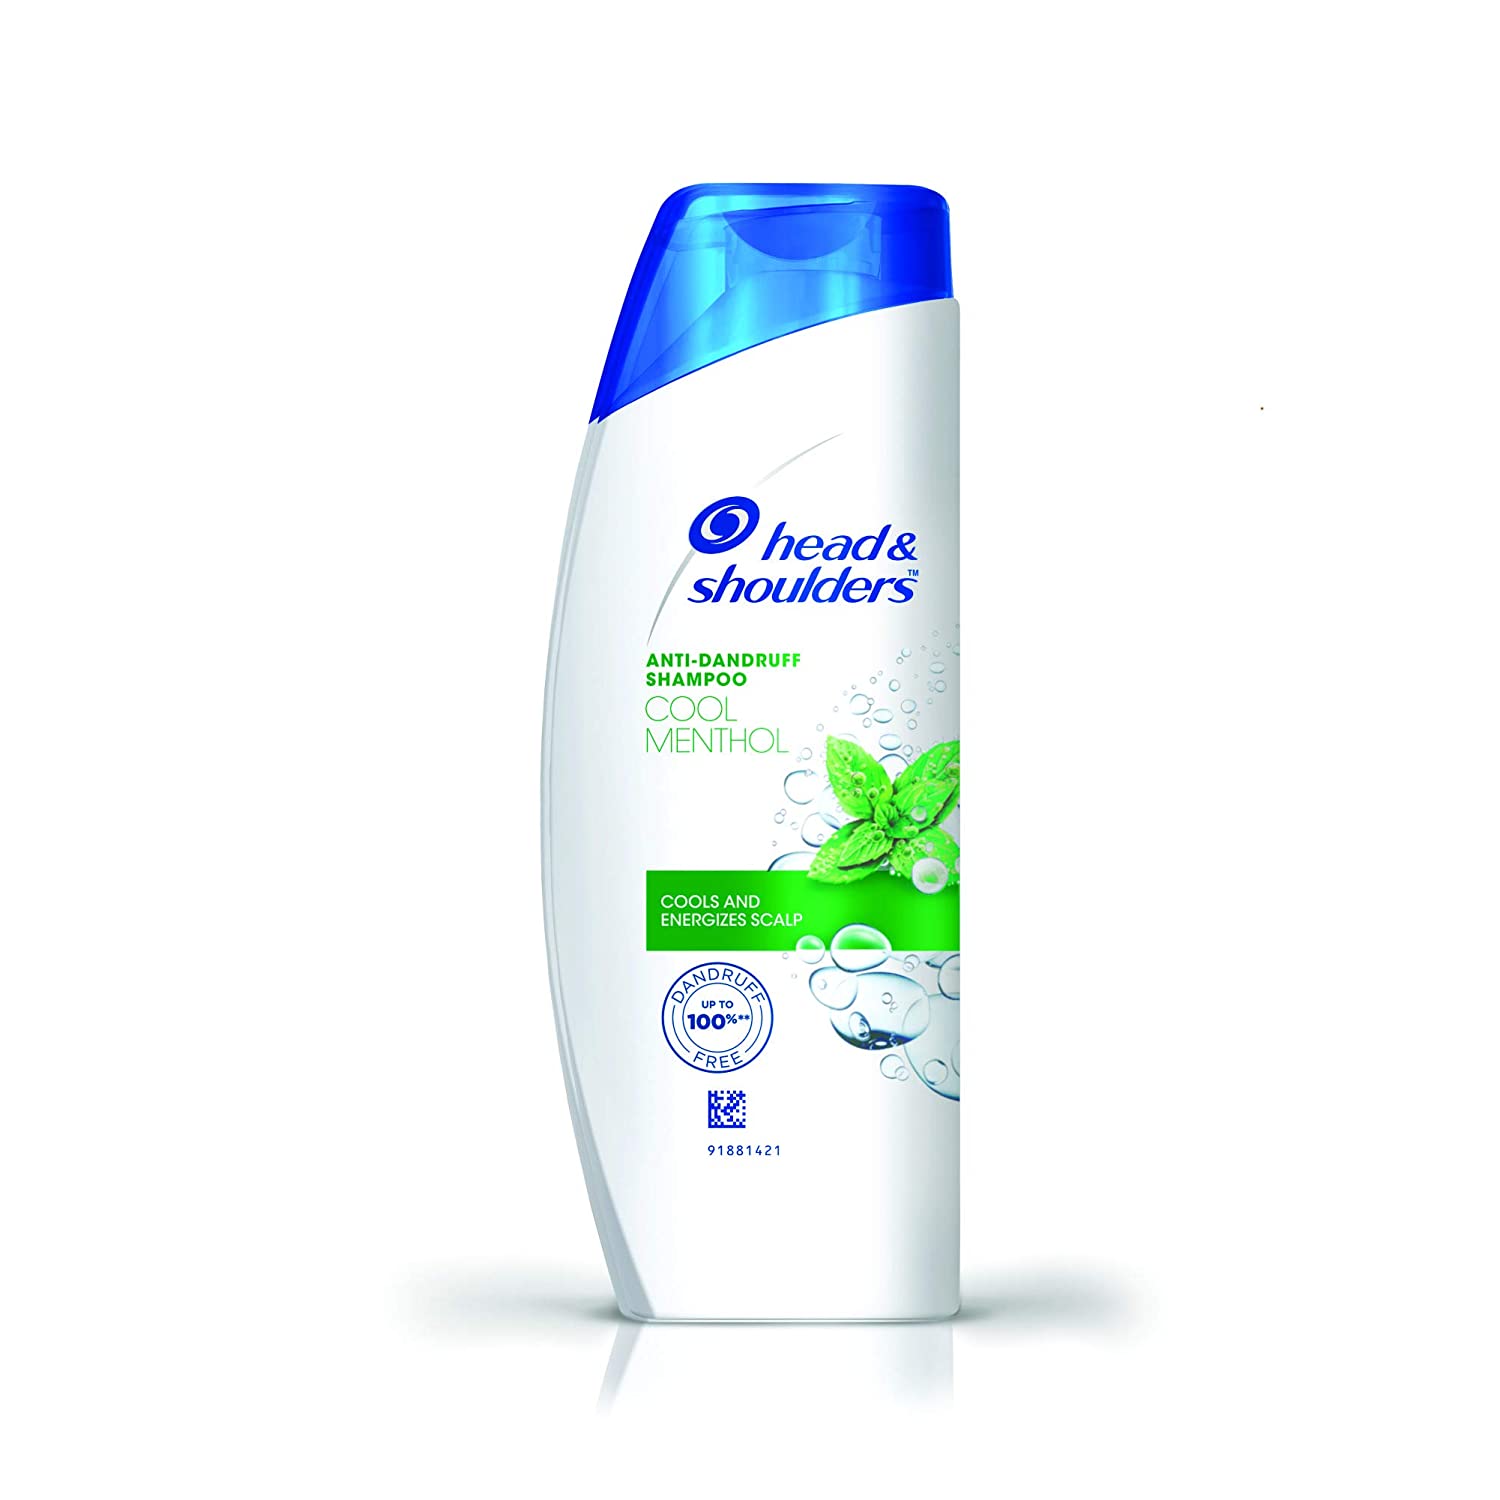 head &
shoulders™
ANTI-DANDRUFF
SHAMPOO
COOL
MENTHOL
COOLS AND
ENERGIZES SCALP
DANDRUFF
UP TO
100%**
FREE
91881421